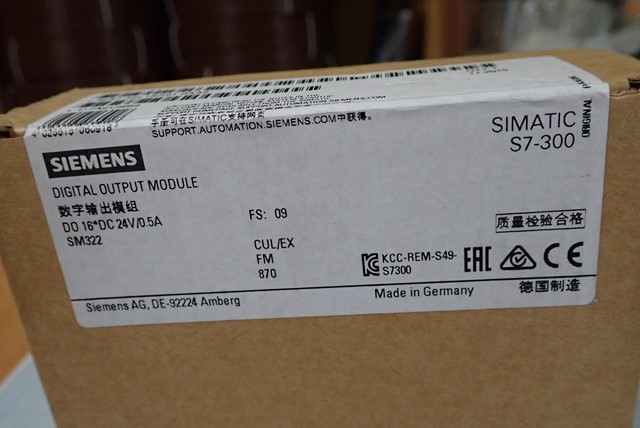 手册可在SIMATIC支持网页
SUPPORT.AUTOMATION.SIEMENS.COM中获得。
SIEMENS
SIMATIC
S7-300
ORIGINAL
DIGITAL OUTPUT MODULE
数字输出模组
DO 16*DC 24V/0.5A
SM322
FS: 09
CUL/EX
FM
870
质量检验合格
KCC-REM-S49-
S7300
EAC
CE
Siemens AG, DE-92224 Amberg
Made in Germany
德国制造